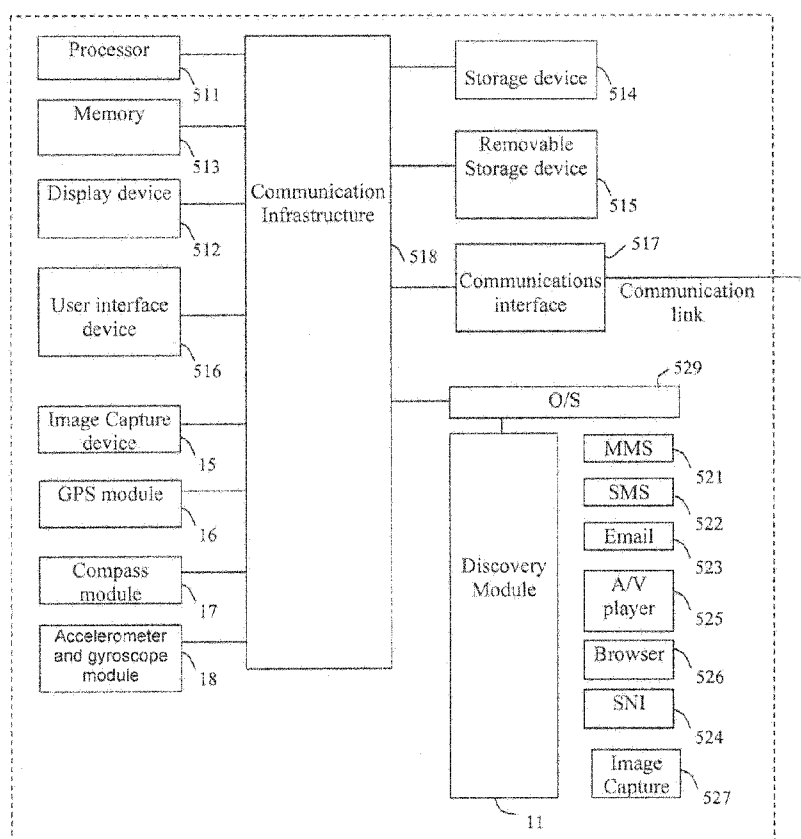 Processor
511
Memory
513
Display device
512
User interface
device
516
Image Capture
device
15
GPS module
16
Compass
module
17
Accelerometer
and gyroscope
module
18
Communication
Infrastructure
518
Storage device
514
Removable
Storage device
515
517
Communications
interface
Communication
link
529
O/S
Discovery
Module
11
MMS
521
SMS
522
Email
523
A/V
player
525
Browser
526
SNI
524
Image
Capture
527